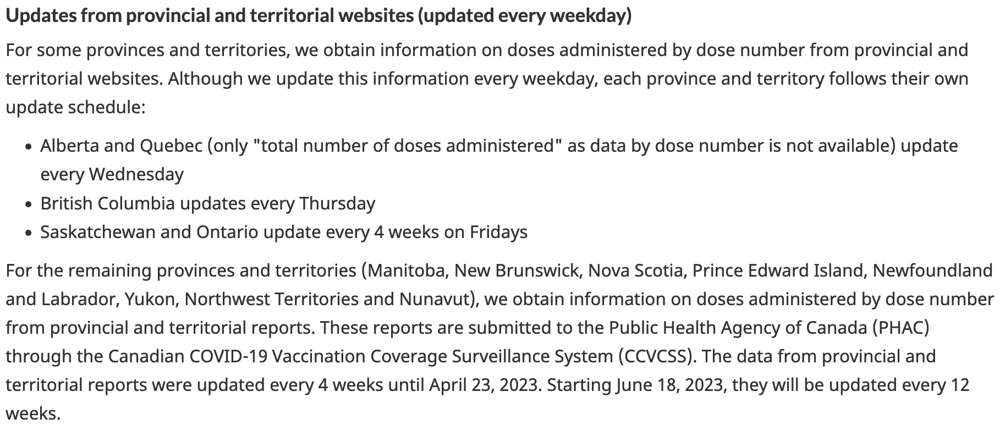 Updates from provincial and territorial websites (updated every weekday)
For some provinces and territories, we obtain information on doses administered by dose number from provincial and
territorial websites. Although we update this information every weekday, each province and territory follows their own
update schedule:
• Alberta and Quebec (only "total number of doses administered" as data by dose number is not available) update
every Wednesday
• British Columbia updates every Thursday
• Saskatchewan and Ontario update every 4 weeks on Fridays
For the remaining provinces and territories (Manitoba, New Brunswick, Nova Scotia, Prince Edward Island, Newfoundland
and Labrador, Yukon, Northwest Territories and Nunavut), we obtain information on doses administered by dose number
from provincial and territorial reports. These reports are submitted to the Public Health Agency of Canada (PHAC)
through the Canadian COVID-19 Vaccination Coverage Surveillance System (CCVCSS). The data from provincial and
territorial reports were updated every 4 weeks until April 23, 2023. Starting June 18, 2023, they will be updated every 12
weeks.